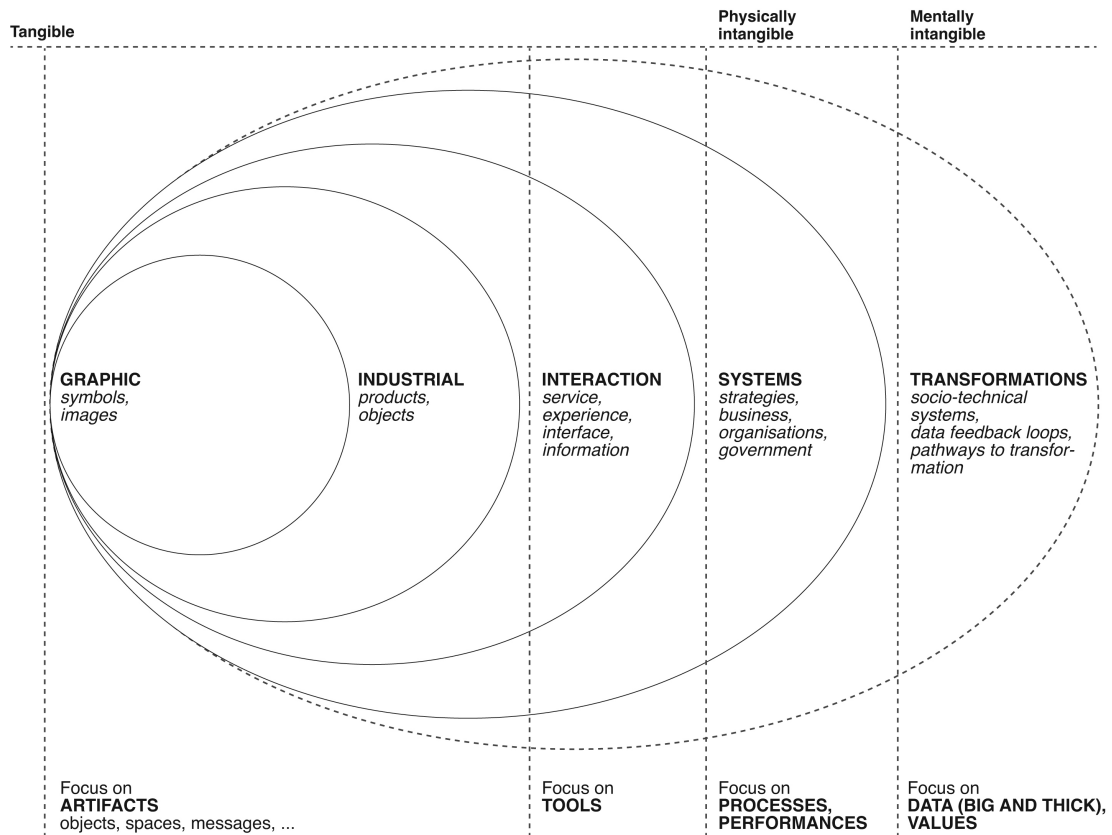 Tangible
Physically
intangible
Mentally
intangible
GRAPHIC
symbols,
images
INDUSTRIAL
products,
objects
INTERACTION
service,
experience,
interface,
information
SYSTEMS
strategies,
business,
organisations,
government
TRANSFORMATIONS
socio-technical
systems,
data feedback loops,
pathways to transfor-
mation
Focus on
ARTIFACTS
objects, spaces, messages, ...
Focus on
TOOLS
Focus on
PROCESSES,
PERFORMANCES
Focus on
DATA (BIG AND THICK),
VALUES